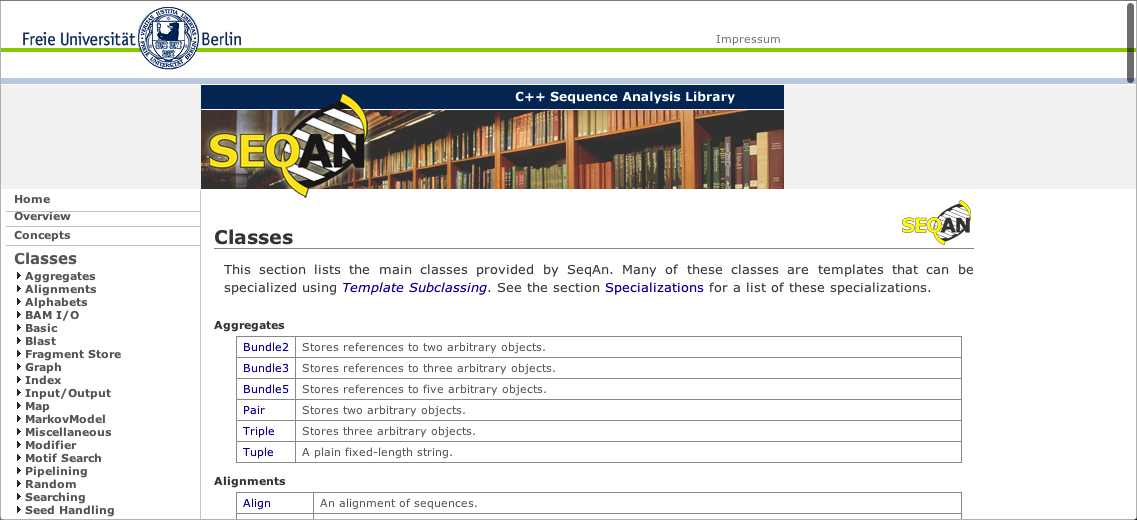 Freie Universität Berlin
Impressum
C++ Sequence Analysis Library
SEQAN
Home
Overview
Concepts
Classes
Aggregates
Alignments
Alphabets
BAM I/O
Basic
Blast
Fragment Store
Graph
Index
Input/Output
Map
MarkovModel
Miscellaneous
Modifier
Motif Search
Pipelining
Random
Searching
Seed Handling
SEQAN
Classes
This section lists the main classes provided by SeqAn. Many of these classes are templates that can be
specialized using Template Subclassing. See the section Specializations for a list of these specializations.
Aggregates
Bundle2 Stores references to two arbitrary objects.
Bundle3 Stores references to three arbitrary objects.
Bundle5 Stores references to five arbitrary objects.
Pair Stores two arbitrary objects.
Triple Stores three arbitrary objects.
Tuple A plain fixed-length string.
Alignments
Align An alignment of sequences.